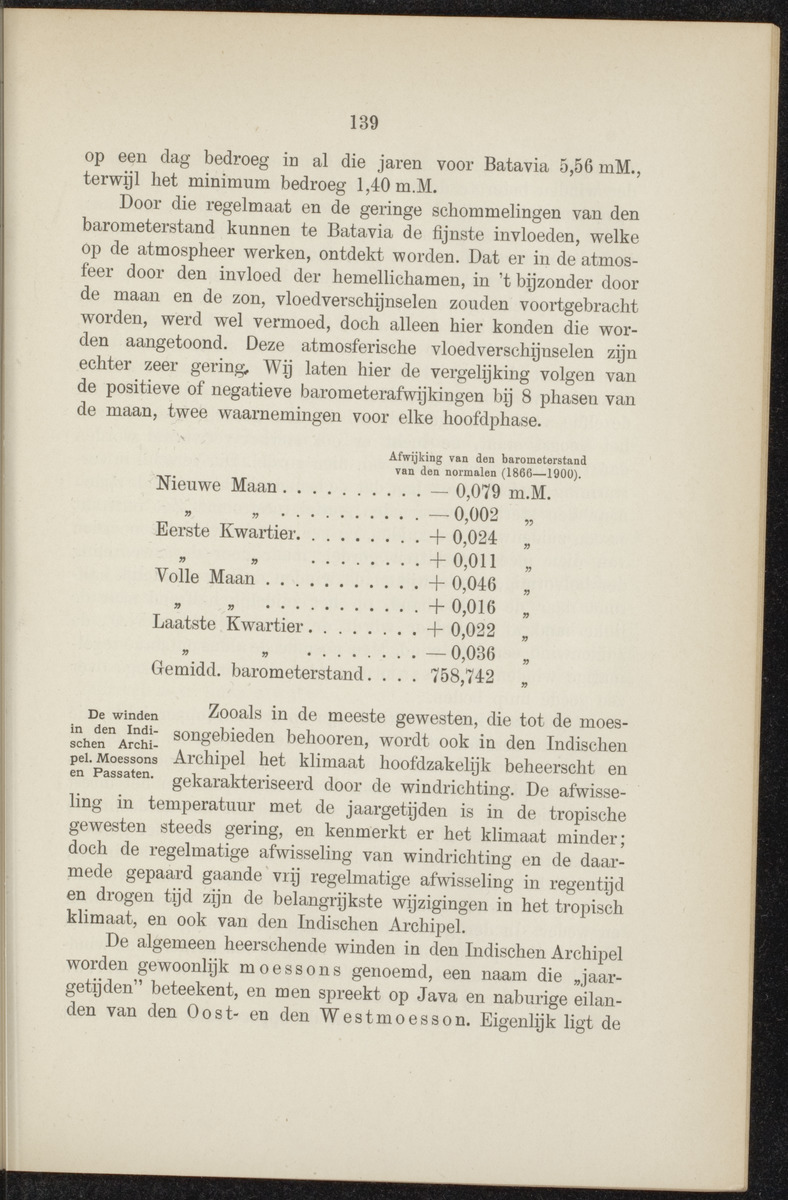 139
op een dag bedroeg in al die jaren voor Batavia 5,56 mM.,
terwijl het minimum bedroeg 1,40 m.M.
Door die regelmaat en de geringe schommelingen van den
barometerstand kunnen te Batavia de fijnste invloeden, welke
op de atmospheer werken, ontdekt worden. Dat er in de atmos-
feer door den invloed der hemellichamen, in 't bijzonder door
de maan en de zon, vloedverschijnselen zouden voortgebracht
worden, werd wel vermoed, doch alleen hier konden die wor-
den aangetoond. Deze atmosferische vloedverschijnselen zijn
echter zeer gering. Wij laten hier de vergelijking volgen van
de positieve of negatieve barometerafwijkingen bij 8 phasen van
de maan, twee waarnemingen voor elke hoofdphase.
Afwijking van den barometerstand
van den normalen (1866—1900).
Nieuwe Maan . . . . . . . . . . — 0,079 m.M.
„ „ . . . . . . . . . . — 0,002 „
Eerste Kwartier. . . . . . . . . + 0,024 „
„ „ . . . . . . . . + 0,011 „
Volle Maan . . . . . . . . . . . + 0,046 „
„ „ . . . . . . . . . . . + 0,016 „
Laatste Kwartier . . . . . . . . + 0,022 „
„ „ . . . . . . . . — 0,036 „
Gemidd. barometerstand. . . . 758,742 „
De winden
in den Indi-
schen Archi-
pel. Moessons
en Passaten.
Zooals in de meeste gewesten, die tot de moes-
songebieden behooren, wordt ook in den Indischen
Archipel het klimaat hoofdzakelijk beheerscht en
gekarakteriseerd door de windrichting. De afwisse-
ling in temperatuur met de jaargetijden is in de tropische
gewesten steeds gering, en kenmerkt er het klimaat minder;
doch de regelmatige afwisseling van windrichting en de daar-
mede gepaard gaande vrij regelmatige afwisseling in regentijd
en drogen tijd zijn de belangrijkste wijzigingen in het tropisch
klimaat, en ook van den Indischen Archipel.
De algemeen heerschende winden in den Indischen Archipel
worden gewoonlijk moessons genoemd, een naam die „jaar-
getijden" beteekent, en men spreekt op Java en naburige eilan-
den van den Oost- en den Westmoesson. Eigenlijk ligt de